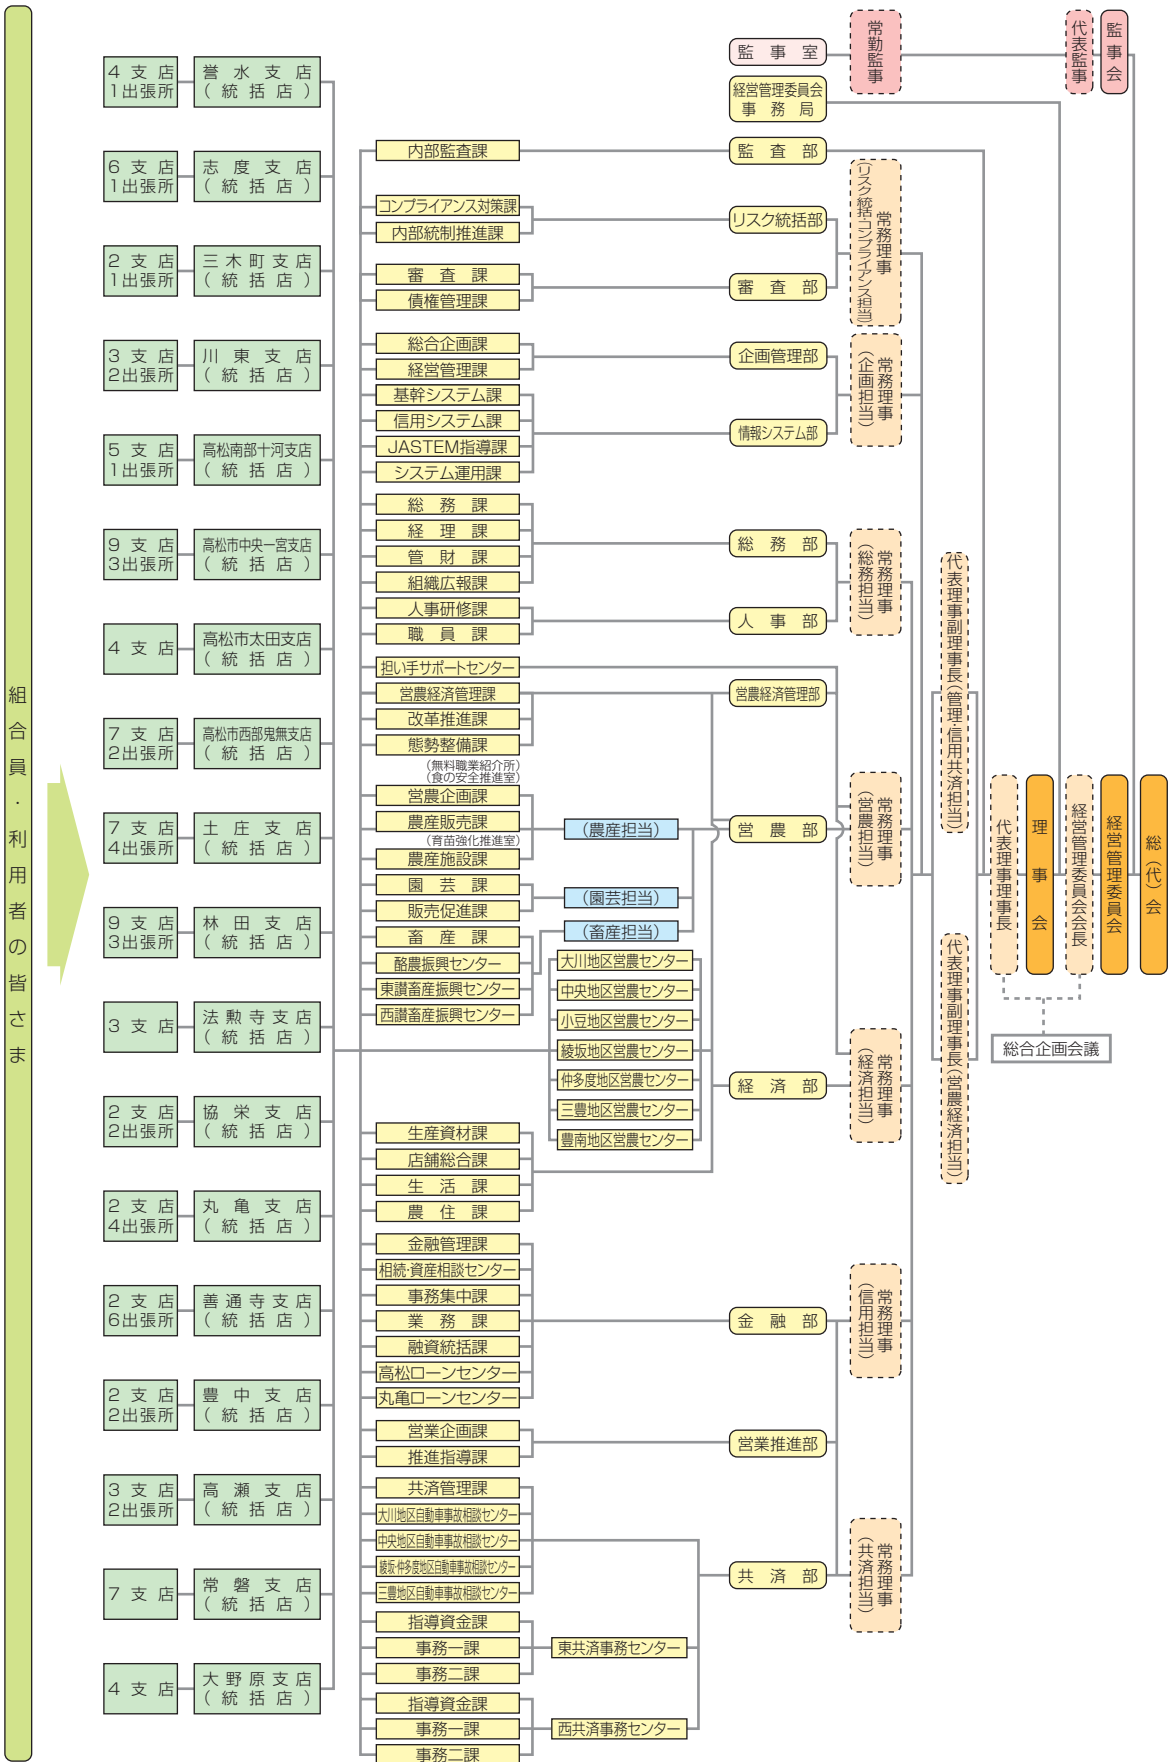 組合員・利用者の皆さま
4支店
1出張所
誉水支店
(統括店)
6支店
1出張所
志度支店
(統括店)
2支店
1出張所
三木町支店
(統括店)
3支店
2出張所
川東支店
(統括店)
5支店
1出張所
高松南部十河支店
(統括店)
9支店
3出張所
高松市中央一宮支店
(統括店)
4支店
高松市太田支店
(統括店)
7支店
2出張所
高松市西部鬼無支店
(統括店)
7支店
4出張所
土庄支店
(統括店)
9支店
3出張所
林田支店
(統括店)
3支店
法勲寺支店
(統括店)
2支店
2出張所
協栄支店
(統括店)
2支店
4出張所
丸亀支店
(統括店)
2支店
6出張所
善通寺支店
(統括店)
2支店
2出張所
豊中支店
(統括店)
3支店
2出張所
高瀬支店
(統括店)
7支店
常磐支店
(統括店)
4支店
大野原支店
(統括店)
内部監査課
コンプライアンス対策課
内部統制推進課
審査課
債権管理課
総合企画課
経営管理課
基幹システム課
信用システム課
JASTEM指導課
システム運用課
総務課
経理課
管財課
組織広報課
人事研修課
職員課
担い手サポートセンター
営農経済管理課
改革推進課
態勢整備課
(無料職業紹介所)
(食の安全推進室)
営農企画課
農産販売課
(育苗強化推進室)
農産施設課
園芸課
販売促進課
畜産課
酪農振興センター
東讃畜産振興センター
西讃畜産振興センター
生産資材課
店舗総合課
生活課
農住課
金融管理課
相続・資産相談センター
事務集中課
業務課
融資統括課
高松ローンセンター
丸亀ローンセンター
営業企画課
推進指導課
共済管理課
大川地区自動車事故相談センター
中央地区自動車事故相談センター
綾坂・仲多度地区自動車事故相談センター
三豊地区自動車事故相談センター
指導資金課
事務一課
事務二課
指導資金課
事務一課
事務二課
(農産担当)
(園芸担当)
(畜産担当)
大川地区営農センター
中央地区営農センター
小豆地区営農センター
綾坂地区営農センター
仲多度地区営農センター
三豊地区営農センター
豊南地区営農センター
東共済事務センター
西共済事務センター
監事室
経営管理委員会
事務局
監査部
リスク統括部
審査部
企画管理部
情報システム部
総務部
人事部
営農経済管理部
営農部
経済部
金融部
営業推進部
共済部
常勤監事
常務理事
(リスク統括・コンプライアンス担当)
常務理事
(企画担当)
常務理事
(総務担当)
常務理事
(営農担当)
常務理事
(経済担当)
常務理事
(信用担当)
常務理事
(共済担当)
代表理事副理事長(管理・信用共済担当)
代表理事副理事長(営農経済担当)
代表監事
監事会
代表理事理事長
理事会
経営管理委員会会長
経営管理委員会
総(代)会
総合企画会議